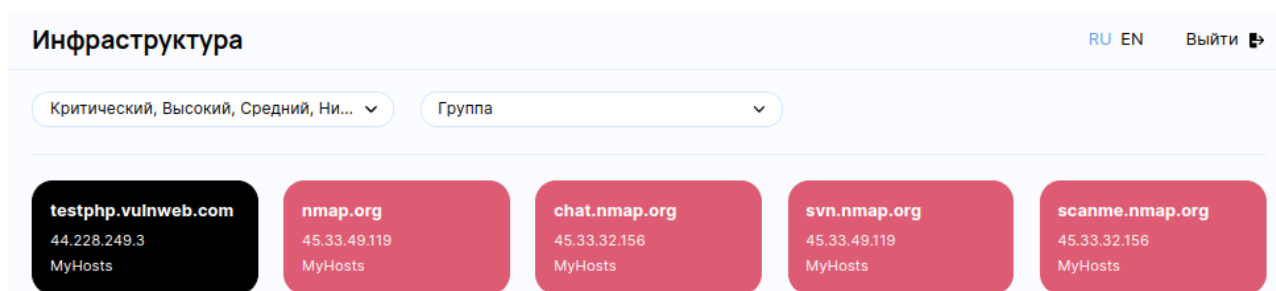 Инфраструктура
RU EN Выйти
Критический, Высокий, Средний, Ни...
Группа
testphp.vulnweb.com
44.228.249.3
MyHosts
nmap.org
45.33.49.119
MyHosts
chat.nmap.org
45.33.32.156
MyHosts
svn.nmap.org
45.33.49.119
MyHosts
scanme.nmap.org
45.33.32.156
MyHosts